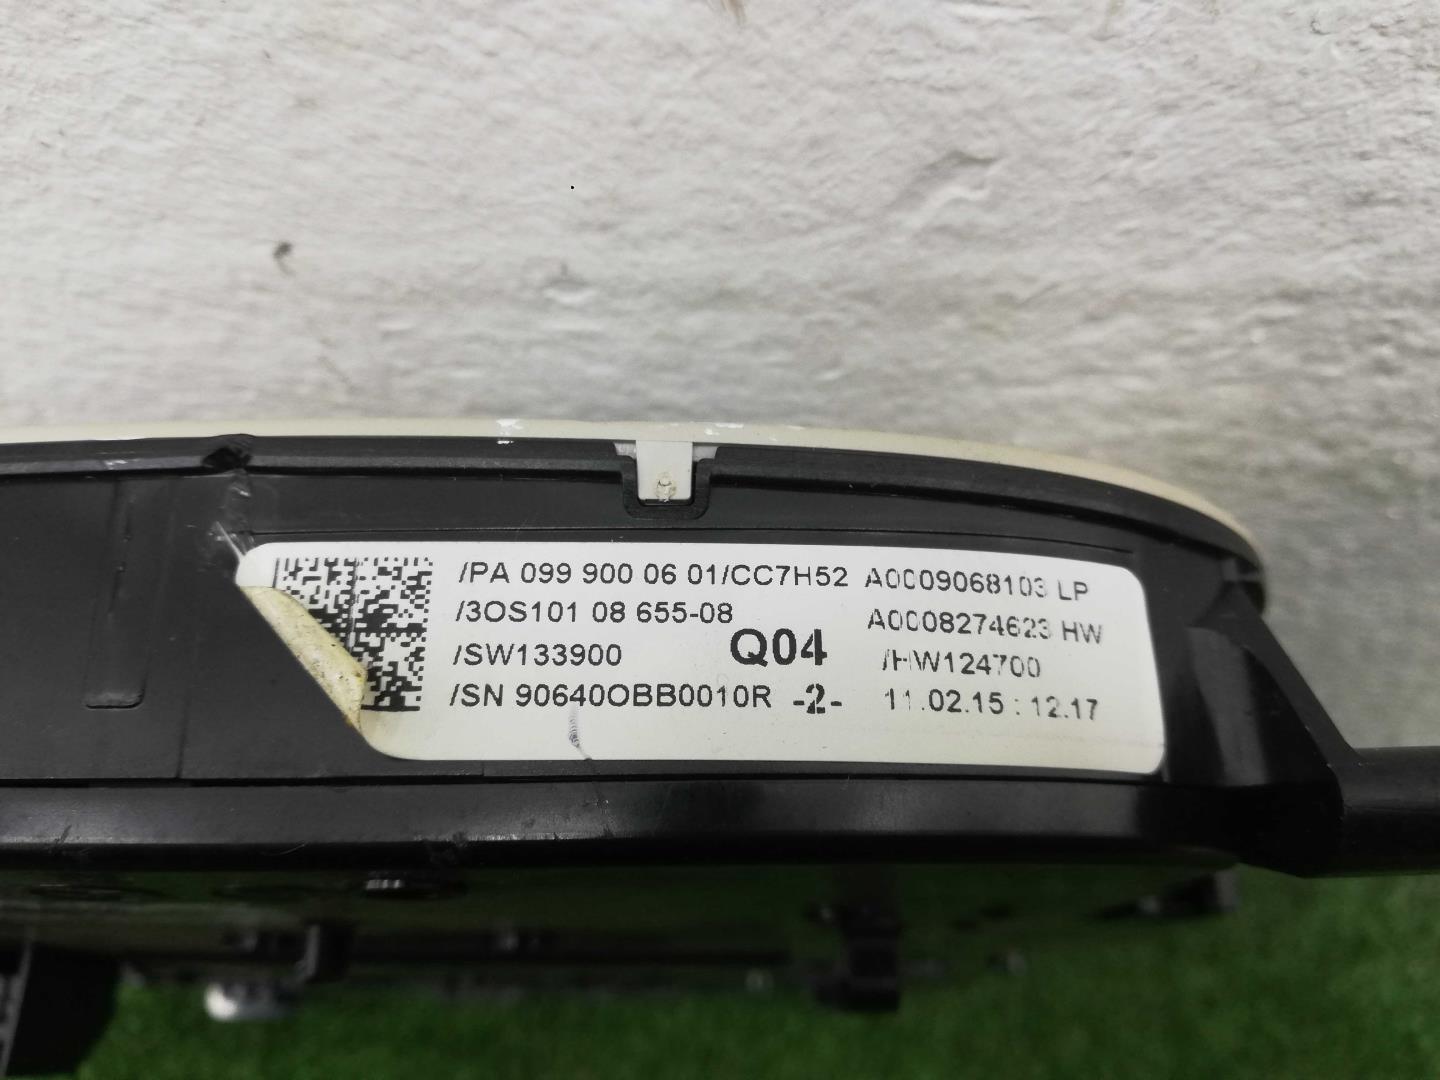 /PA 099 900 06 01/CC7H52 A0009068103 LP
/3OS101 08 655-08 A0008274623 HW
/SW133900 Q04 /HW124700
/SN 90640OBB0010R -2- 11.02.15 : 12.17